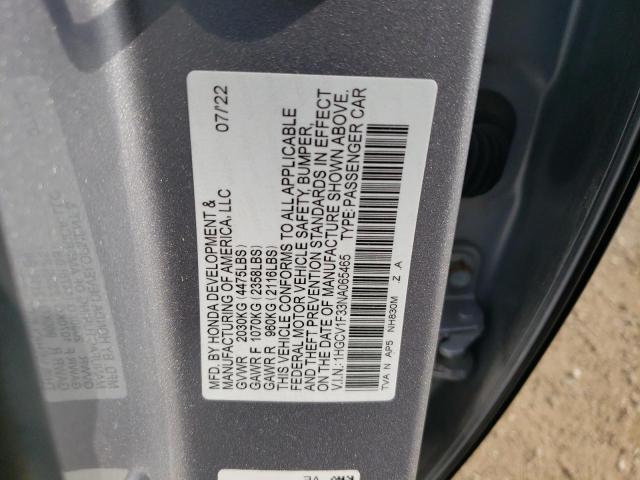 MFD. BY HONDA DEVELOPMENT &
MANUFACTURING OF AMERICA, LLC 07/22
GVWR 2030KG (4475LBS)
GAWR F 1070KG (2358LBS)
GAWR R 960KG (2116LBS)
THIS VEHICLE CONFORMS TO ALL APPLICABLE
FEDERAL MOTOR VEHICLE SAFETY, BUMPER,
AND THEFT PREVENTION STANDARDS IN EFFECT
ON THE DATE OF MANUFACTURE SHOWN ABOVE.
V.I.N.: 1HGCV1F33NA065465 TYPE:PASSENGER CAR
TVA N AP5 NH830M Z A